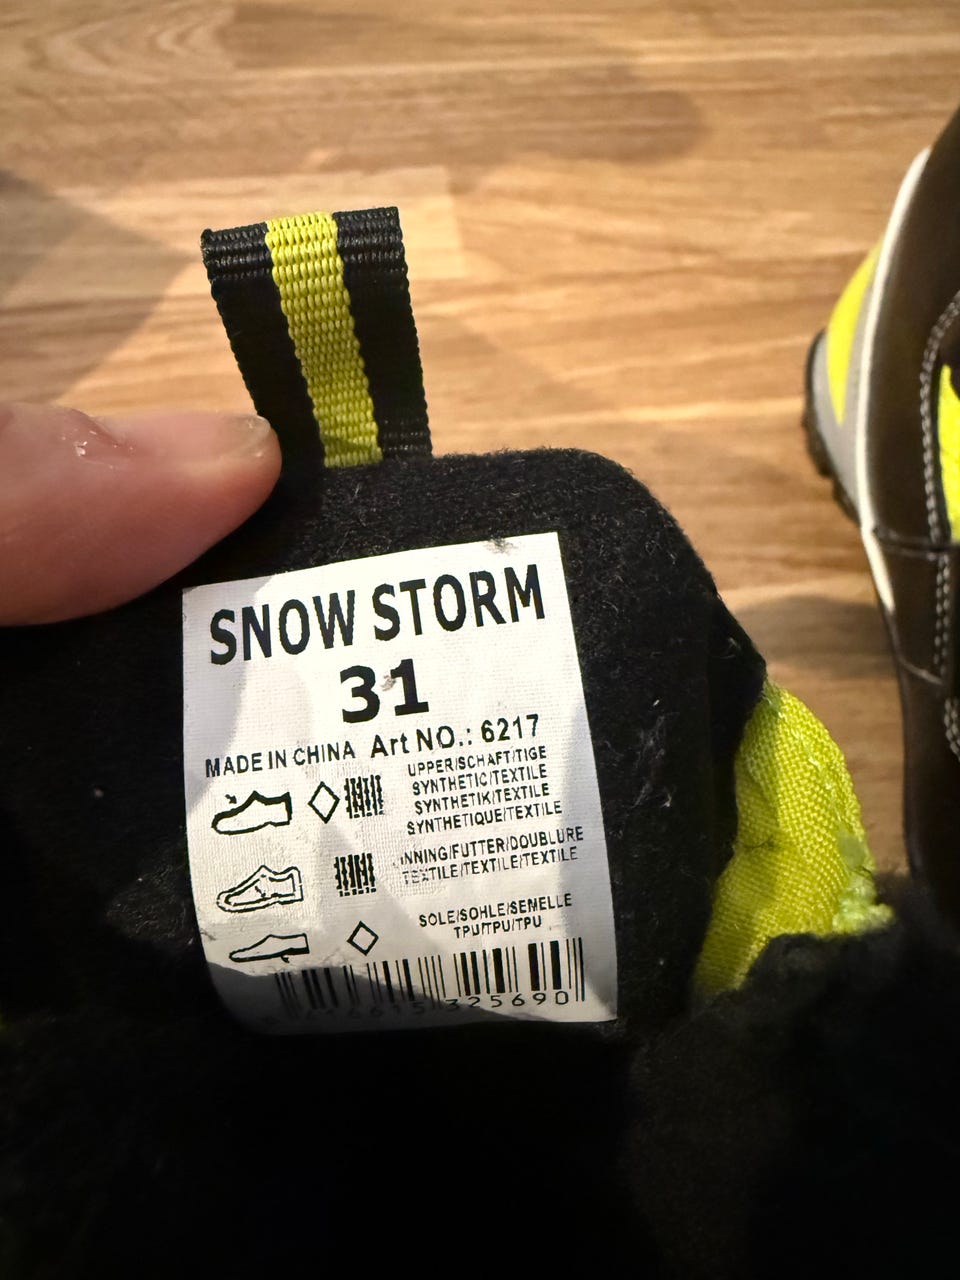 SNOW STORM
31
MADE IN CHINA Art NO.: 6217
UPPER/SCHAFT/TIGE
SYNTHETIC/TEXTILE
SYNTHETIK/TEXTILE
SYNTHETIQUE/TEXTILE
INNING/FUTTER/DOUBLURE
TEXTILE/TEXTILE/TEXTILE
SOLE/SOHLE/SEMELLE
TPU/TPU/TPU
325690